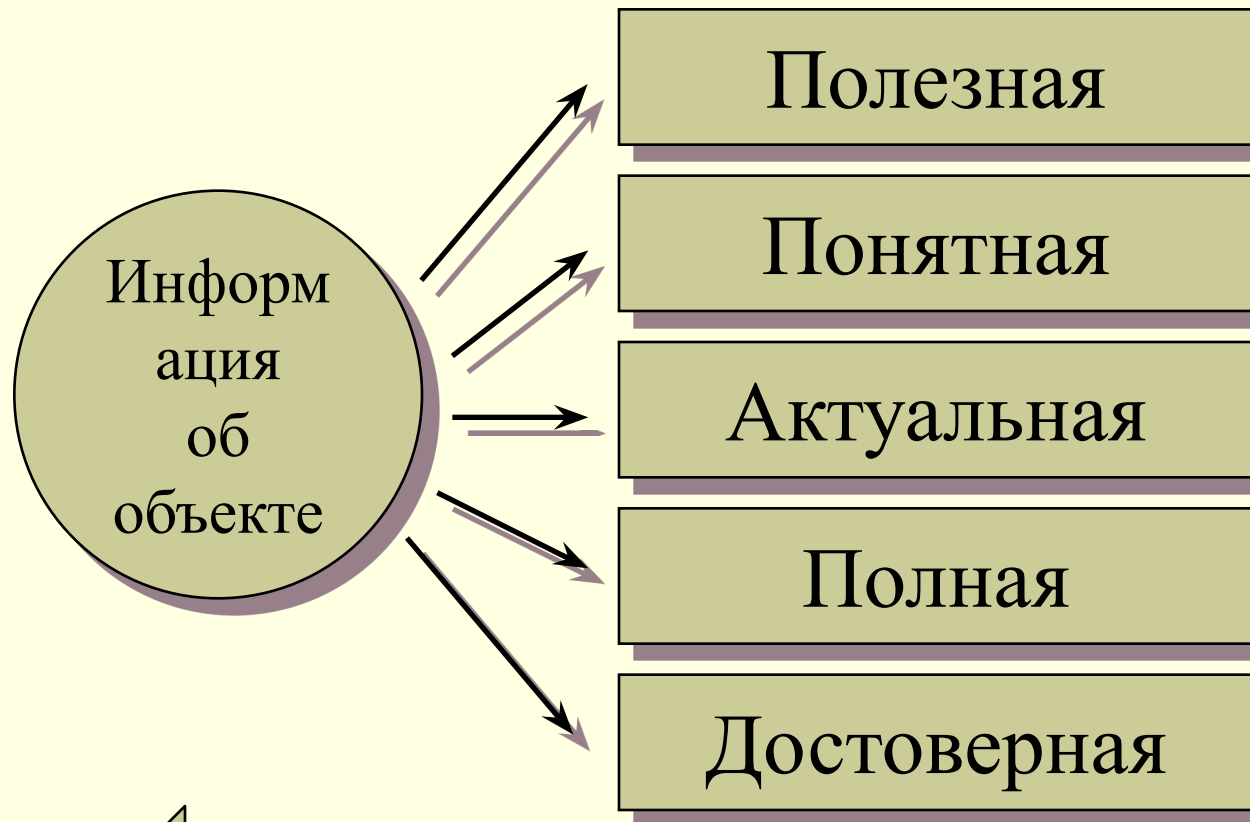 Информ
ация
об
объекте
Полезная
Понятная
Актуальная
Полная
Достоверная